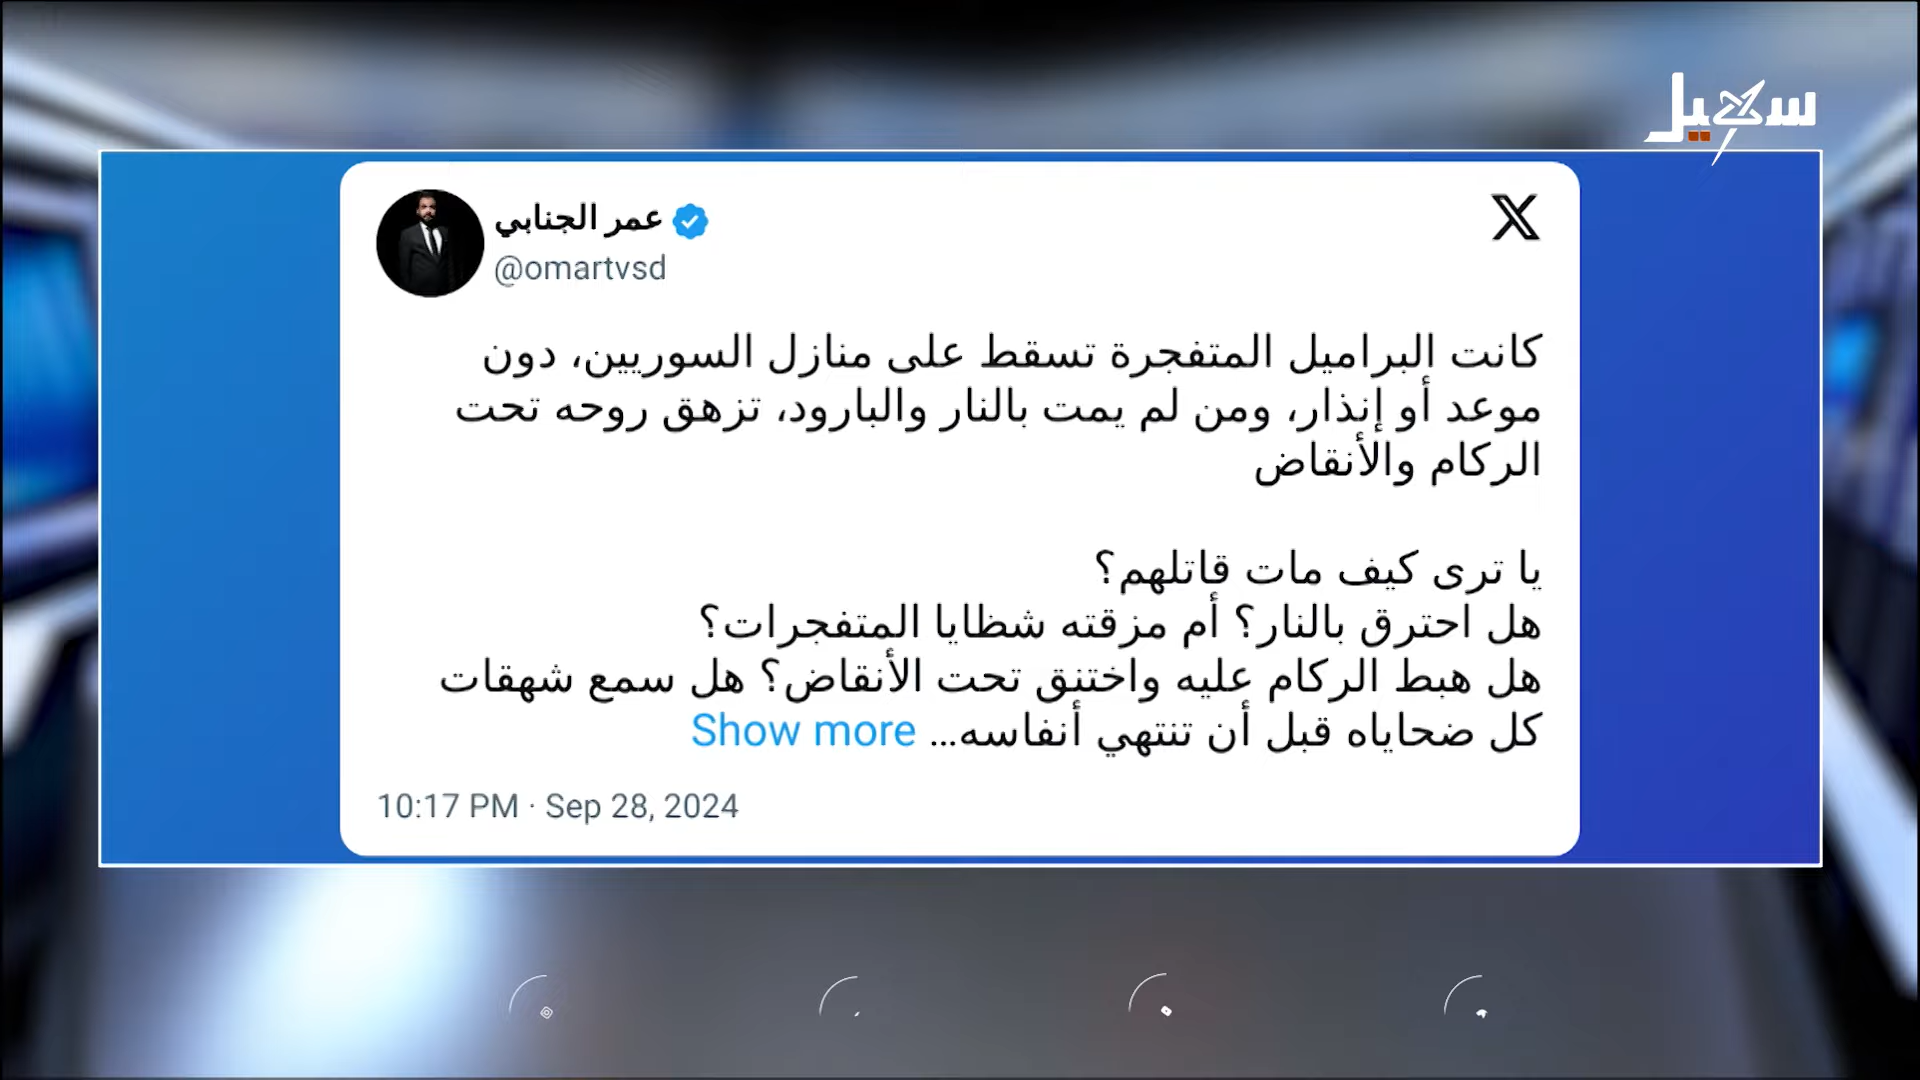 سهيل
عمر الجنابي
@omartvsd
كانت البراميل المتفجرة تسقط على منازل السوريين، دون
موعد أو إنذار، ومن لم يمت بالنار والبارود، تزهق روحه تحت
الركام والأنقاض
يا ترى كيف مات قاتلهم؟
هل احترق بالنار؟ أم مزقته شظايا المتفجرات؟
هل هبط الركام عليه واختنق تحت الأنقاض؟ هل سمع شهقات
كل ضحاياه قبل أن تنتهي أنفاسه... Show more
10:17 PM · Sep 28, 2024